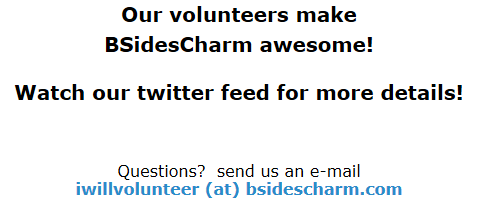 Our volunteers make
BSidesCharm awesome!
Watch our twitter feed for more details!
Questions?  send us an e-mail
iwillvolunteer (at) bsidescharm.com